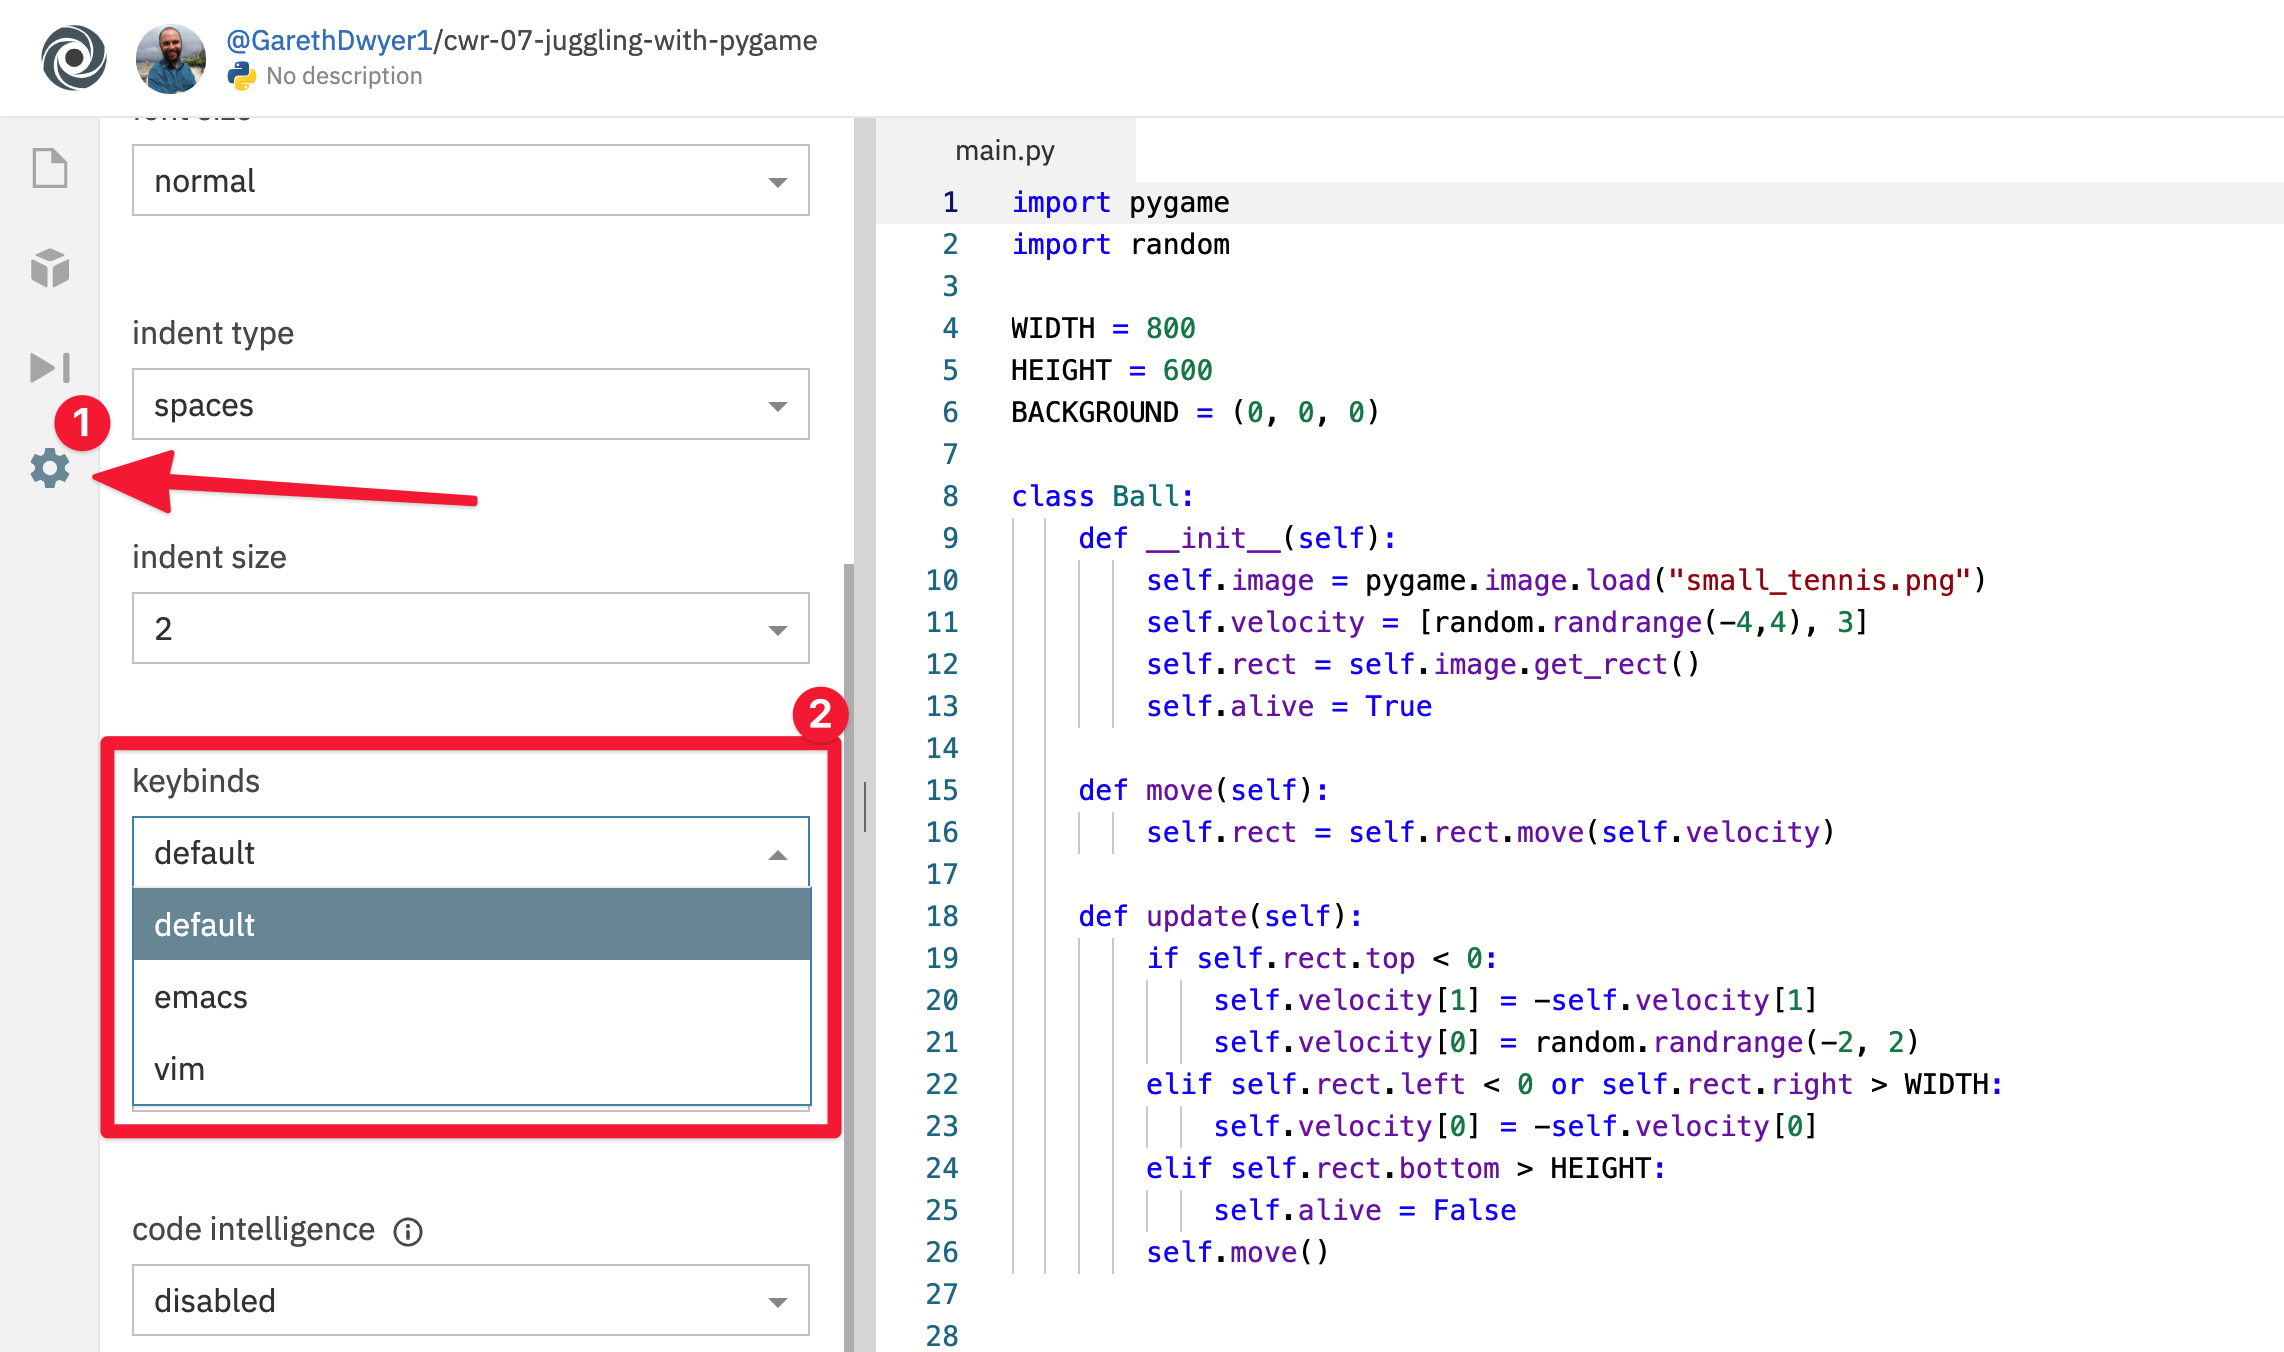 @GarethDwyer1/cwr-07-juggling-with-pygame
No description
font size
normal
indent type
spaces
1
indent size
2
2
keybinds
default
default
emacs
vim
code intelligence
disabled
main.py
1 import pygame
2 import random
3
4 WIDTH = 800
5 HEIGHT = 600
6 BACKGROUND = (0, 0, 0)
7
8 class Ball:
9     def __init__(self):
10         self.image = pygame.image.load("small_tennis.png")
11         self.velocity = [random.randrange(-4,4), 3]
12         self.rect = self.image.get_rect()
13         self.alive = True
14
15     def move(self):
16         self.rect = self.rect.move(self.velocity)
17
18     def update(self):
19         if self.rect.top < 0:
20             self.velocity[1] = -self.velocity[1]
21             self.velocity[0] = random.randrange(-2, 2)
22         elif self.rect.left < 0 or self.rect.right > WIDTH:
23             self.velocity[0] = -self.velocity[0]
24         elif self.rect.bottom > HEIGHT:
25             self.alive = False
26         self.move()
27
28